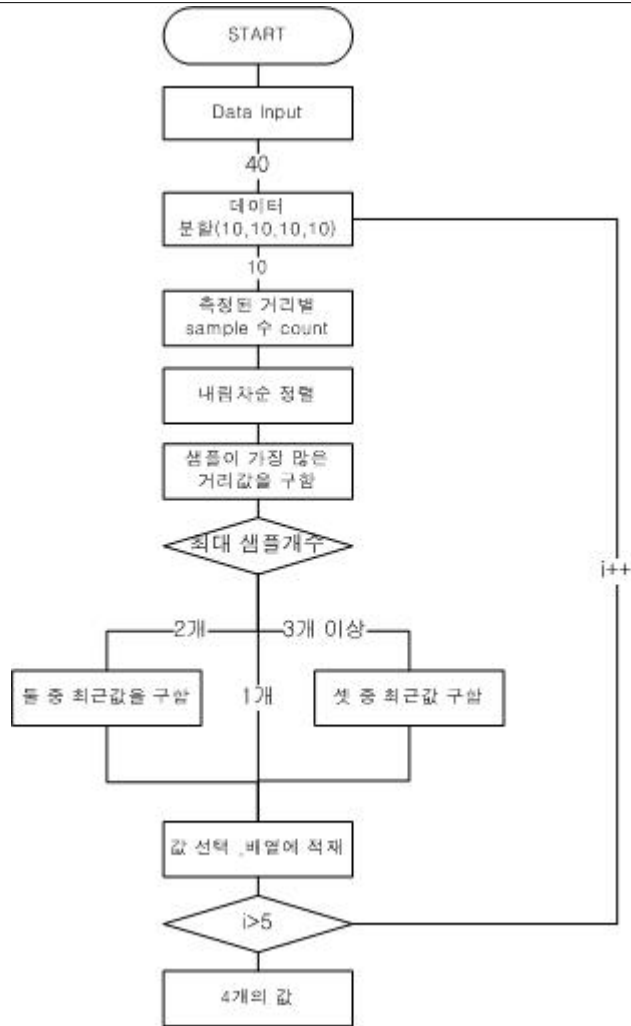 START
Data Input
40
데이터
분할(10,10,10,10)
10
측정된 거리별
sample 수 count
내림차순 정렬
샘플이 가장 많은
거리값을 구함
최대 샘플개수
2개
3개 이상
i++
둘 중 최근값을 구함
1개
셋 중 최근값 구함
값 선택 ,배열에 적재
i>5
4개의 값